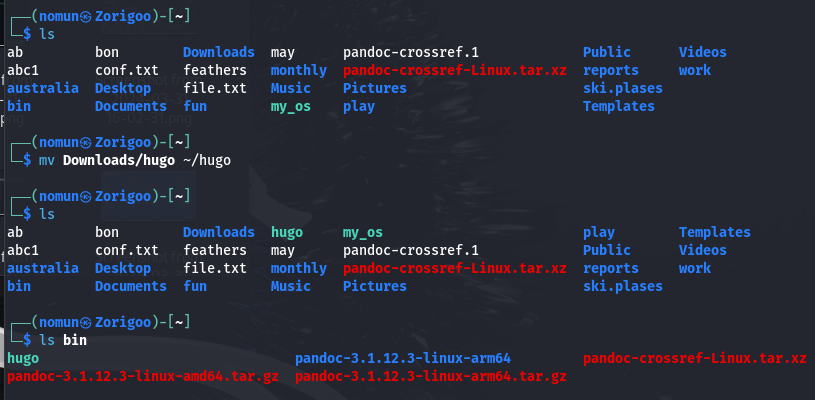 (nomun㉿Zorigoo)-[~]
$ ls
ab bon Downloads may pandoc-crossref.1 Public Videos
abc1 conf.txt feathers monthly pandoc-crossref-Linux.tar.xz reports work
australia Desktop file.txt Music Pictures ski.plases
bin Documents fun my_os play Templates
(nomun㉿Zorigoo)-[~]
$ mv Downloads/hugo ~/hugo
(nomun㉿Zorigoo)-[~]
$ ls
ab bon Downloads hugo my_os play Templates
abc1 conf.txt feathers may pandoc-crossref.1 Public Videos
australia Desktop file.txt monthly pandoc-crossref-Linux.tar.xz reports work
bin Documents fun Music Pictures ski.plases
(nomun㉿Zorigoo)-[~]
$ ls bin
hugo pandoc-3.1.12.3-linux-arm64 pandoc-crossref-Linux.tar.xz
pandoc-3.1.12.3-linux-amd64.tar.gz pandoc-3.1.12.3-linux-arm64.tar.gz